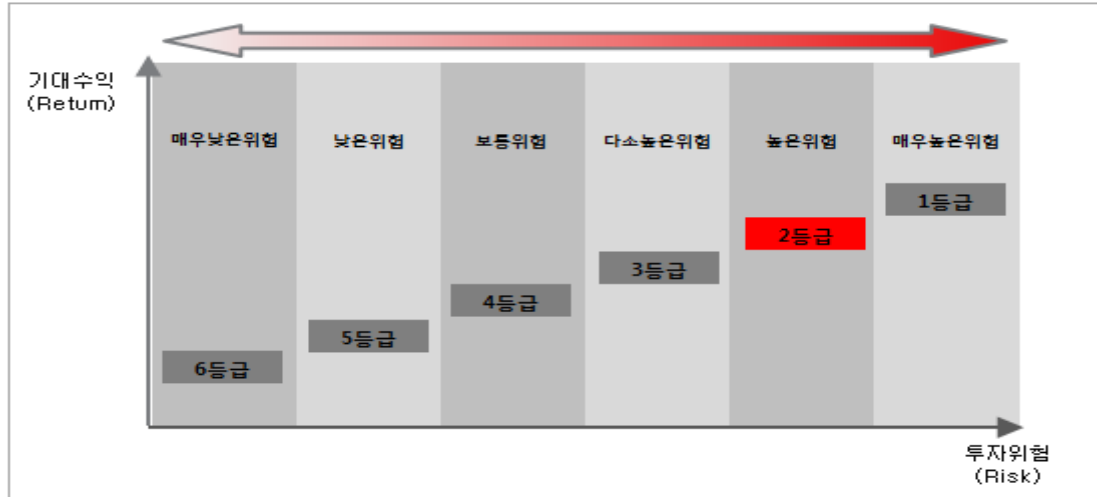 기대수익
(Retum)
매우낮은위험
낮은위험
보통위험
다소높은위험
높은위험
매우높은위험
1등급
2등급
3등급
4등급
5등급
6등급
투자위험
(Risk)